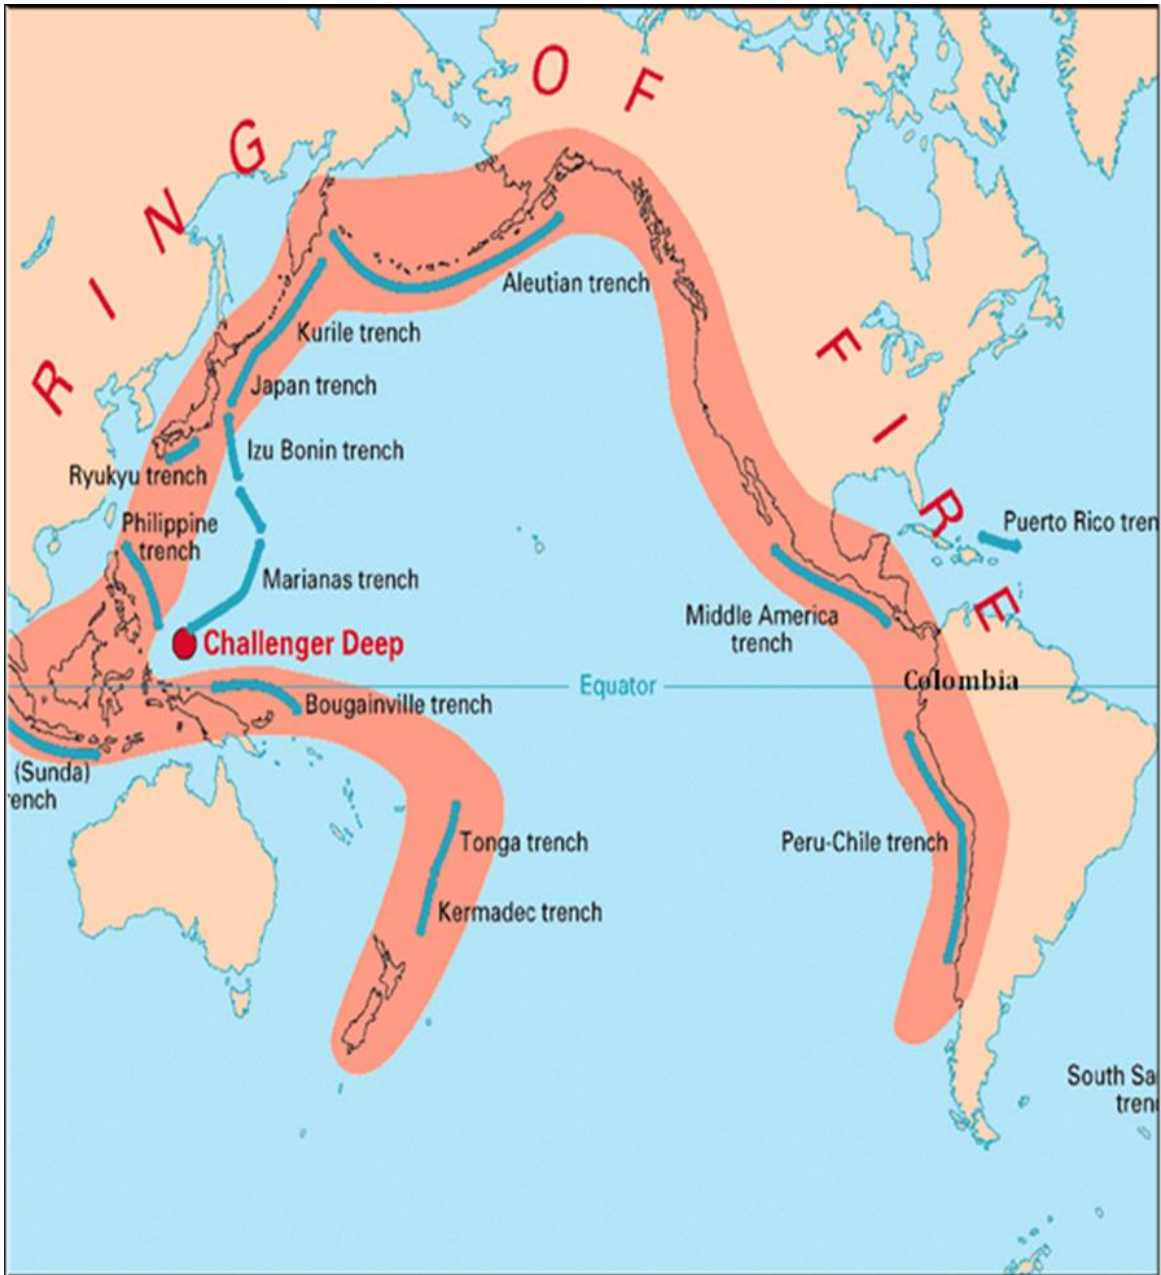 RING OF FIRE
Aleutian trench
Kurile trench
Japan trench
Izu Bonin trench
Ryukyu trench
Philippine
trench
Marianas trench
Challenger Deep
Puerto Rico tren
Middle America
trench
Colombia
Equator
Bougainville trench
(Sunda)
rench
Tonga trench
Peru-Chile trench
Kermadec trench
South Sa
tren